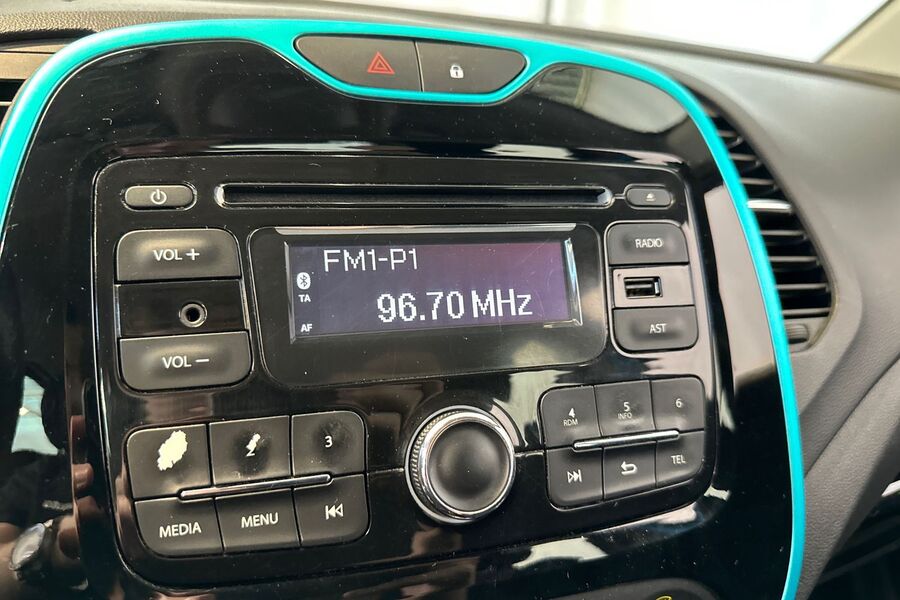 VOL +
VOL −
FM1-P1
TA
AF
96.70 MHz
RADIO
AST
2
3
MEDIA
MENU
4
RDM
5
INFO
6
TEL